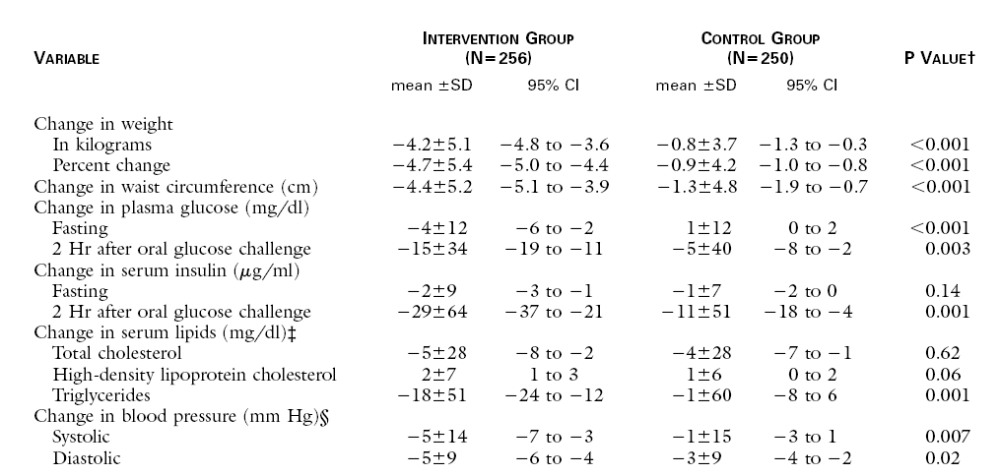 INTERVENTION GROUP CONTROL GROUP
VARIABLE (N=256) (N=250) P VALUE†
mean ±SD 95% CI mean ±SD 95% CI
Change in weight
In kilograms −4.2±5.1 −4.8 to −3.6 −0.8±3.7 −1.3 to −0.3 <0.001
Percent change −4.7±5.4 −5.0 to −4.4 −0.9±4.2 −1.0 to −0.8 <0.001
Change in waist circumference (cm) −4.4±5.2 −5.1 to −3.9 −1.3±4.8 −1.9 to −0.7 <0.001
Change in plasma glucose (mg/dl)
Fasting −4±12 −6 to −2 1±12 0 to 2 <0.001
2 Hr after oral glucose challenge −15±34 −19 to −11 −5±40 −8 to −2 0.003
Change in serum insulin (μg/ml)
Fasting −2±9 −3 to −1 −1±7 −2 to 0 0.14
2 Hr after oral glucose challenge −29±64 −37 to −21 −11±51 −18 to −4 0.001
Change in serum lipids (mg/dl)‡
Total cholesterol −5±28 −8 to −2 −4±28 −7 to −1 0.62
High-density lipoprotein cholesterol 2±7 1 to 3 1±6 0 to 2 0.06
Triglycerides −18±51 −24 to −12 −1±60 −8 to 6 0.001
Change in blood pressure (mm Hg)§
Systolic −5±14 −7 to −3 −1±15 −3 to 1 0.007
Diastolic −5±9 −6 to −4 −3±9 −4 to −2 0.02